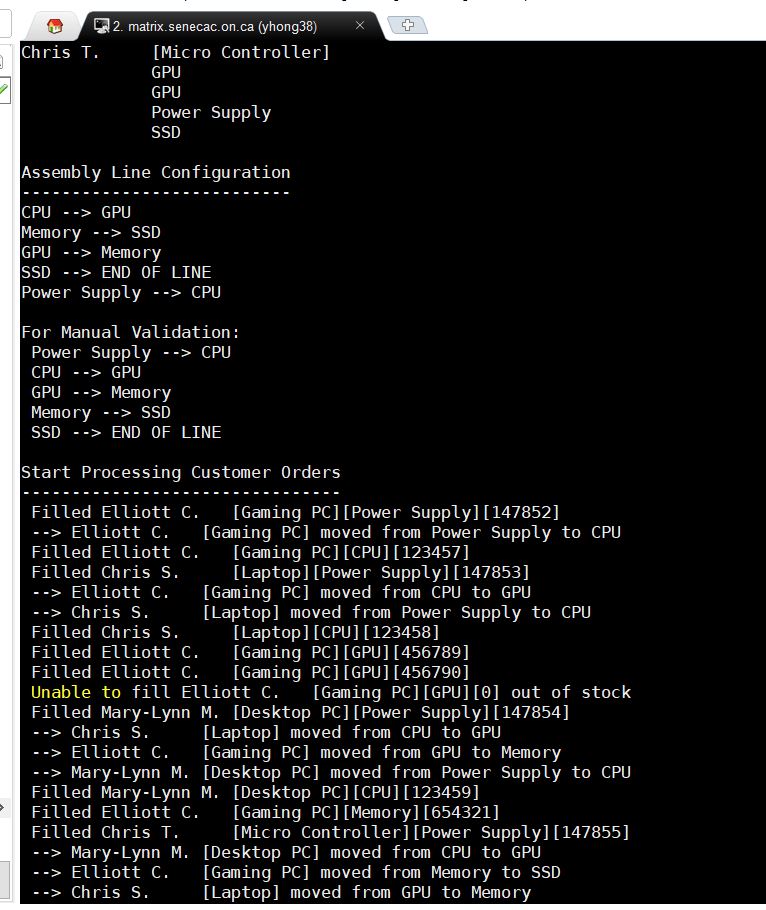 2. matrix.senecac.on.ca (yhong38)
Chris T.     [Micro Controller]
             GPU
             GPU
             Power Supply
             SSD
Assembly Line Configuration
---------------------------
CPU --> GPU
Memory --> SSD
GPU --> Memory
SSD --> END OF LINE
Power Supply --> CPU
For Manual Validation:
 Power Supply --> CPU
 CPU --> GPU
 GPU --> Memory
 Memory --> SSD
 SSD --> END OF LINE
Start Processing Customer Orders
--------------------------------
 Filled Elliott C.   [Gaming PC][Power Supply][147852]
 --> Elliott C.   [Gaming PC] moved from Power Supply to CPU
 Filled Elliott C.   [Gaming PC][CPU][123457]
 Filled Chris S.     [Laptop][Power Supply][147853]
 --> Elliott C.   [Gaming PC] moved from CPU to GPU
 --> Chris S.     [Laptop] moved from Power Supply to CPU
 Filled Chris S.     [Laptop][CPU][123458]
 Filled Elliott C.   [Gaming PC][GPU][456789]
 Filled Elliott C.   [Gaming PC][GPU][456790]
 Unable to fill Elliott C.   [Gaming PC][GPU][0] out of stock
 Filled Mary-Lynn M. [Desktop PC][Power Supply][147854]
 --> Chris S.     [Laptop] moved from CPU to GPU
 --> Elliott C.   [Gaming PC] moved from GPU to Memory
 --> Mary-Lynn M. [Desktop PC] moved from Power Supply to CPU
 Filled Mary-Lynn M. [Desktop PC][CPU][123459]
 Filled Elliott C.   [Gaming PC][Memory][654321]
 Filled Chris T.     [Micro Controller][Power Supply][147855]
 --> Mary-Lynn M. [Desktop PC] moved from CPU to GPU
 --> Elliott C.   [Gaming PC] moved from Memory to SSD
 --> Chris S.     [Laptop] moved from GPU to Memory